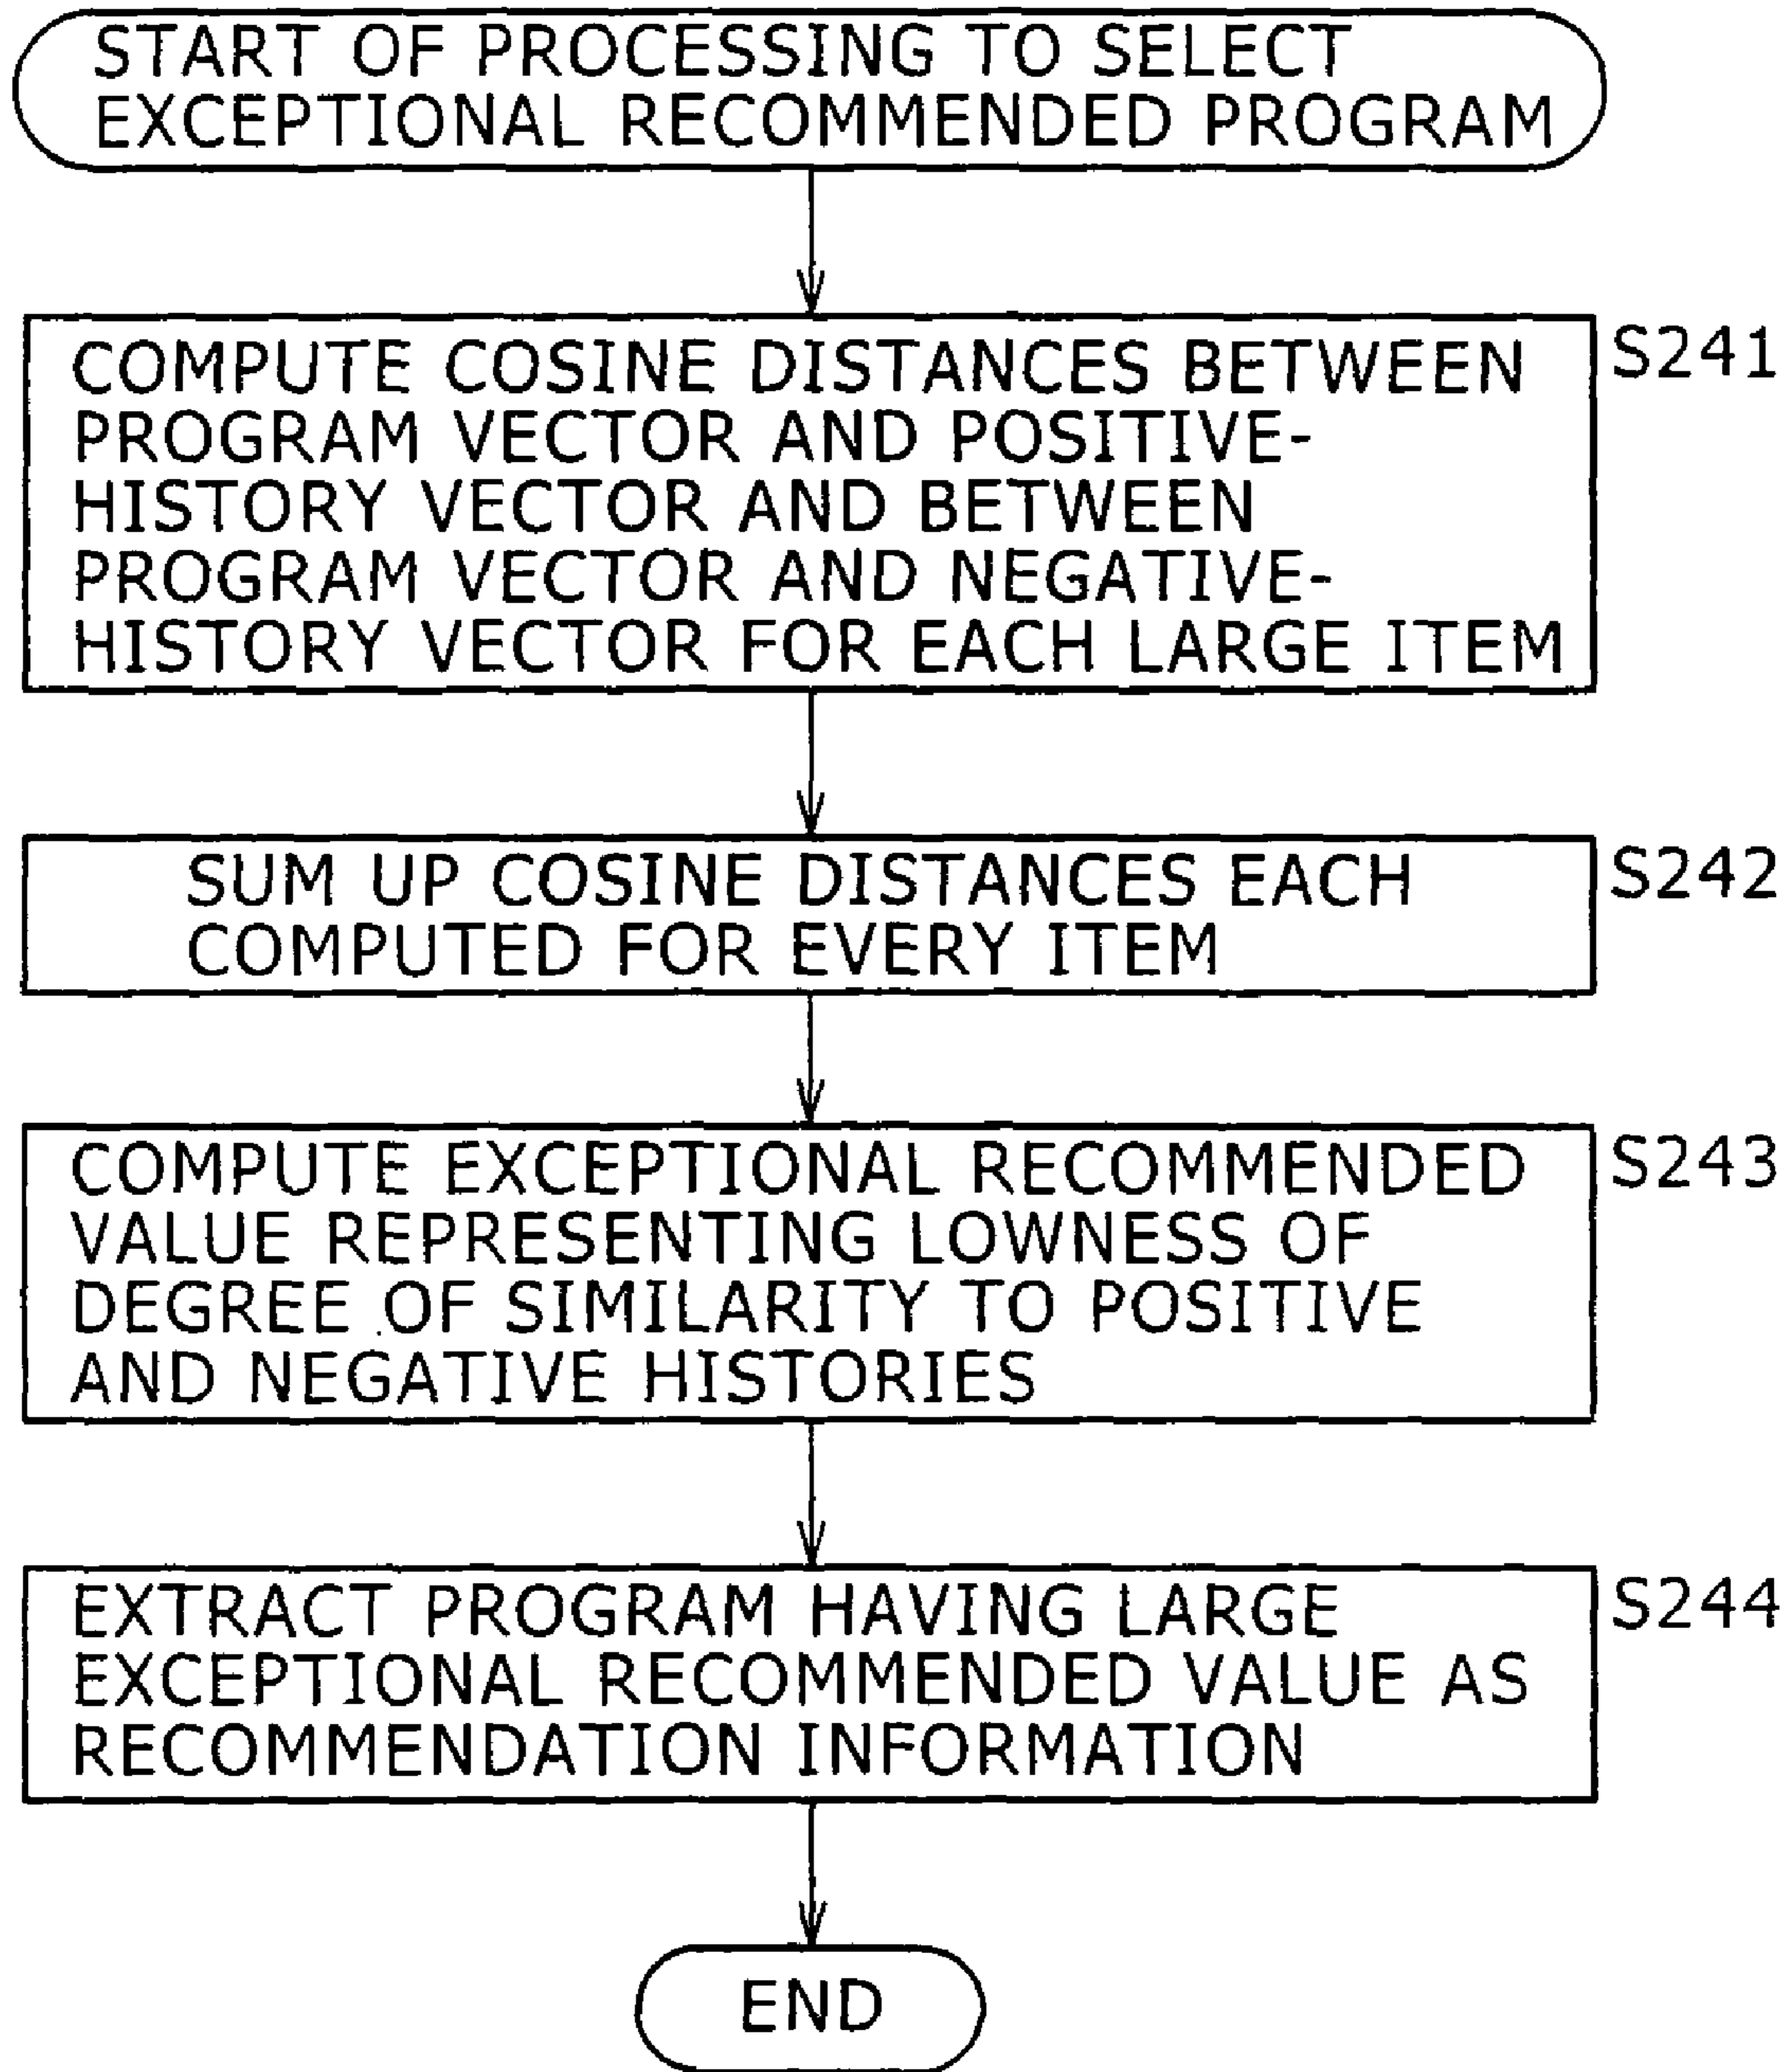 START OF PROCESSING TO SELECT
EXCEPTIONAL RECOMMENDED PROGRAM
COMPUTE COSINE DISTANCES BETWEEN
PROGRAM VECTOR AND POSITIVE-
HISTORY VECTOR AND BETWEEN
PROGRAM VECTOR AND NEGATIVE-
HISTORY VECTOR FOR EACH LARGE ITEM
S241
SUM UP COSINE DISTANCES EACH
COMPUTED FOR EVERY ITEM
S242
COMPUTE EXCEPTIONAL RECOMMENDED
VALUE REPRESENTING LOWNESS OF
DEGREE OF SIMILARITY TO POSITIVE
AND NEGATIVE HISTORIES
S243
EXTRACT PROGRAM HAVING LARGE
EXCEPTIONAL RECOMMENDED VALUE AS
RECOMMENDATION INFORMATION
S244
END